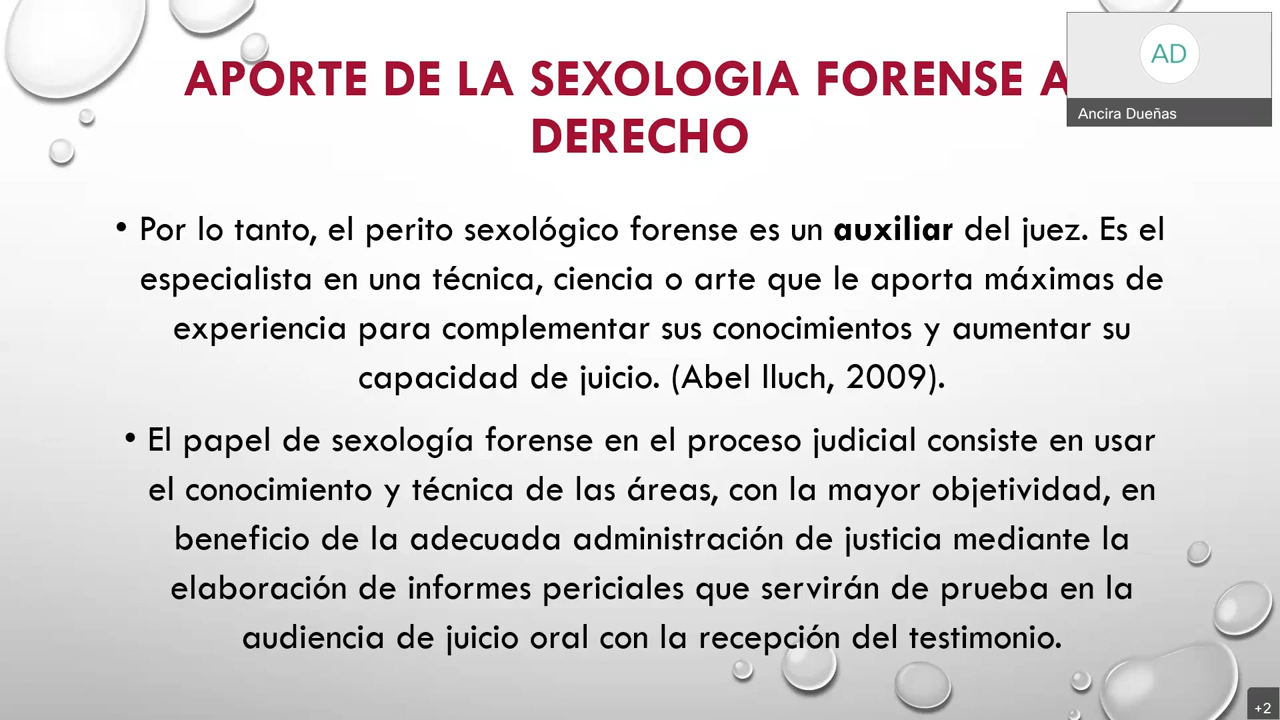 APORTE DE LA SEXOLOGIA FORENSE A
DERECHO
AD
Ancira Dueñas
• Por lo tanto, el perito sexológico forense es un auxiliar del juez. Es el
especialista en una técnica, ciencia o arte que le aporta máximas de
experiencia para complementar sus conocimientos y aumentar su
capacidad de juicio. (Abel lluch, 2009).
• El papel de sexología forense en el proceso judicial consiste en usar
el conocimiento y técnica de las áreas, con la mayor objetividad, en
beneficio de la adecuada administración de justicia mediante la
elaboración de informes periciales que servirán de prueba en la
audiencia de juicio oral con la recepción del testimonio.
+2